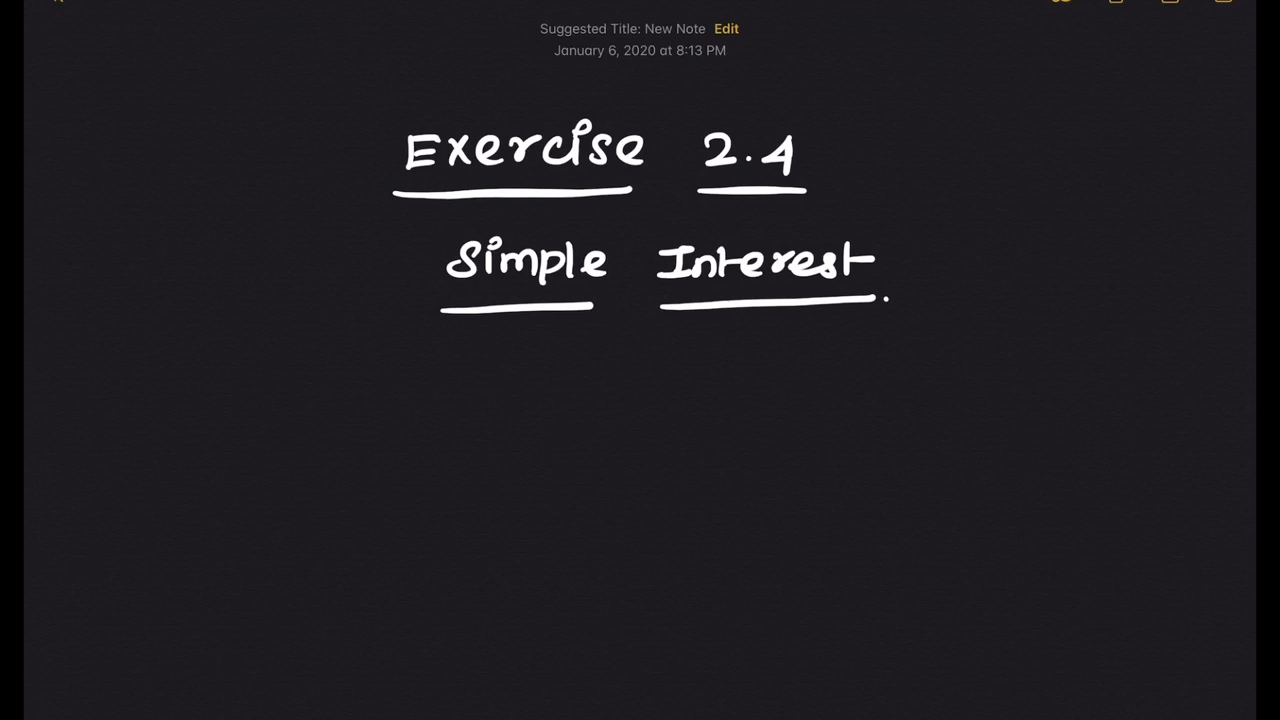 Suggested Title: New Note Edit
January 6, 2020 at 8:13 PM
Exercise 2.4
Simple Interest.